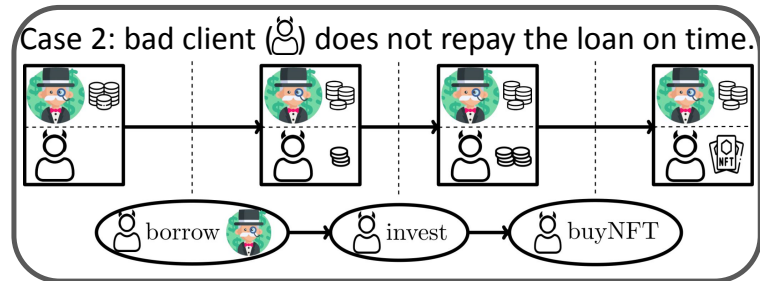 Case 2: bad client () does not repay the loan on time.
NFT
borrow
invest
buyNFT